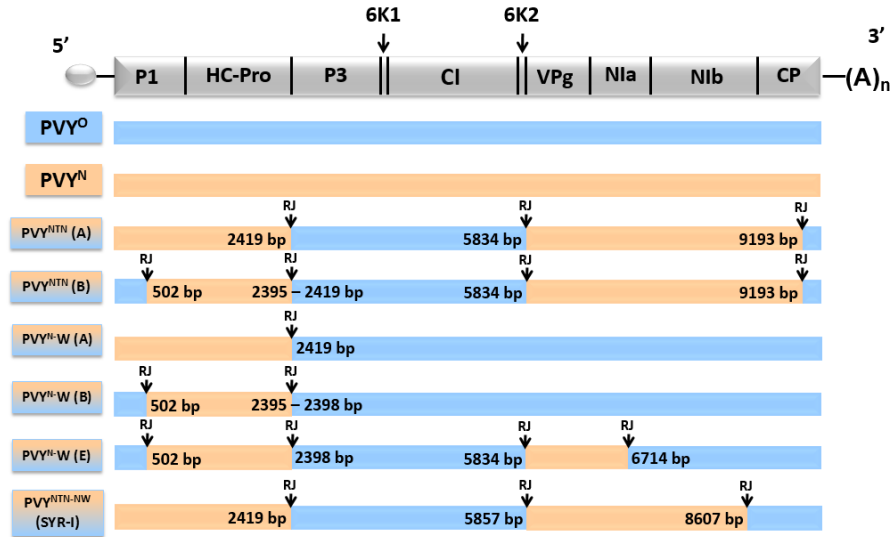 6K1 6K2
5’ 3’
P1 HC-Pro P3 CI VPg NIa NIb CP (A)n
PVYO
PVYN
RJ RJ RJ
PVYNTN (A) 2419 bp 5834 bp 9193 bp
RJ RJ RJ RJ
PVYNTN (B) 502 bp 2395 – 2419 bp 5834 bp 9193 bp
RJ
PVYN-W (A) 2419 bp
RJ RJ
PVYN-W (B) 502 bp 2395 – 2398 bp
RJ RJ RJ RJ
PVYN-W (E) 502 bp 2398 bp 5834 bp 6714 bp
RJ RJ RJ
PVYNTN-NW
(SYR-I) 2419 bp 5857 bp 8607 bp